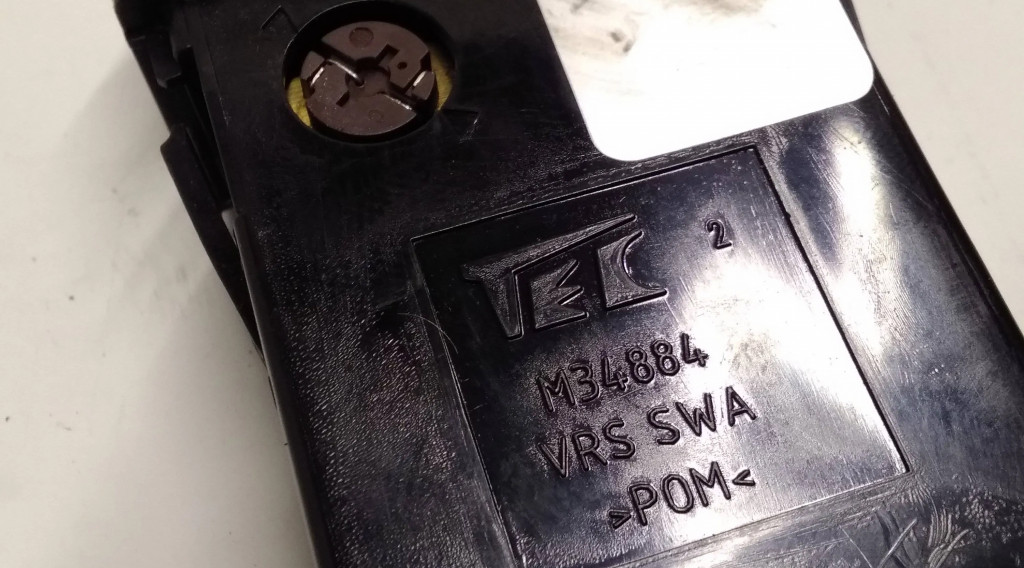 TEC 2
M34884
VRS SWA
>POM<